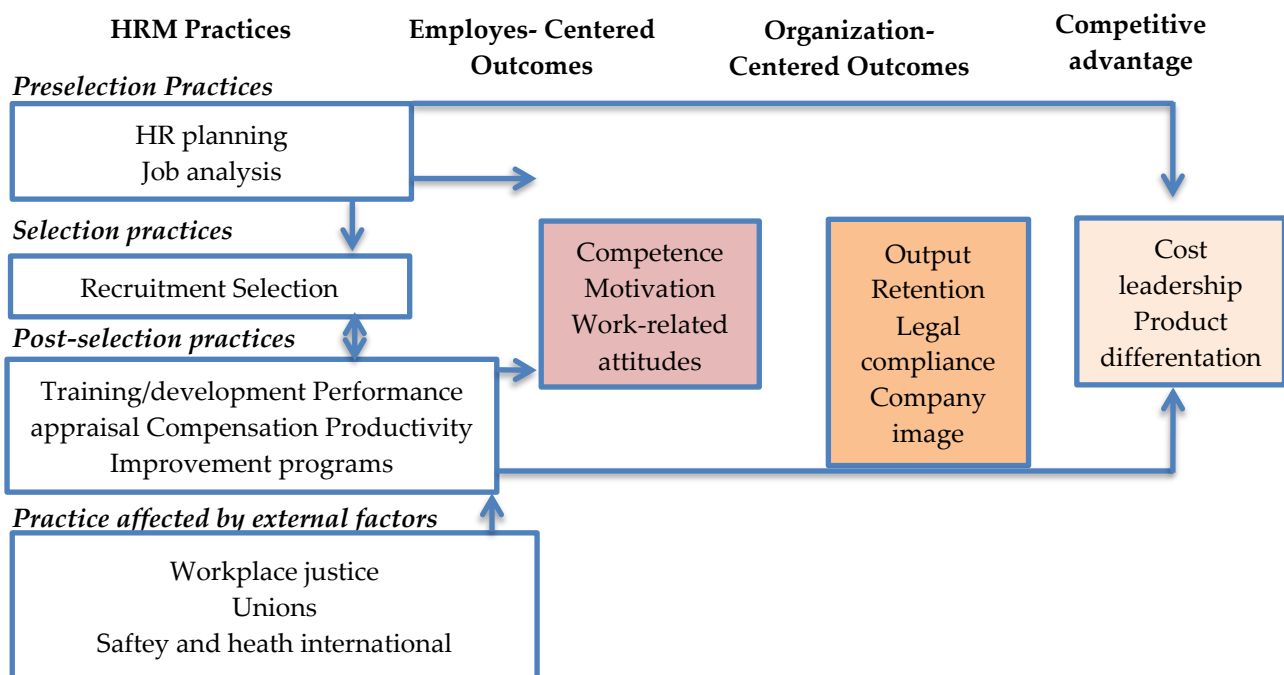 HRM Practices
Employes- Centered
Outcomes
Organization-
Centered Outcomes
Competitive
advantage
Preselection Practices
HR planning
Job analysis
Selection practices
Recruitment Selection
Post-selection practices
Training/development Performance
appraisal Compensation Productivity
Improvement programs
Practice affected by external factors
Workplace justice
Unions
Saftey and heath international
Competence
Motivation
Work-related
attitudes
Output
Retention
Legal
compliance
Company
image
Cost
leadership
Product
differentation